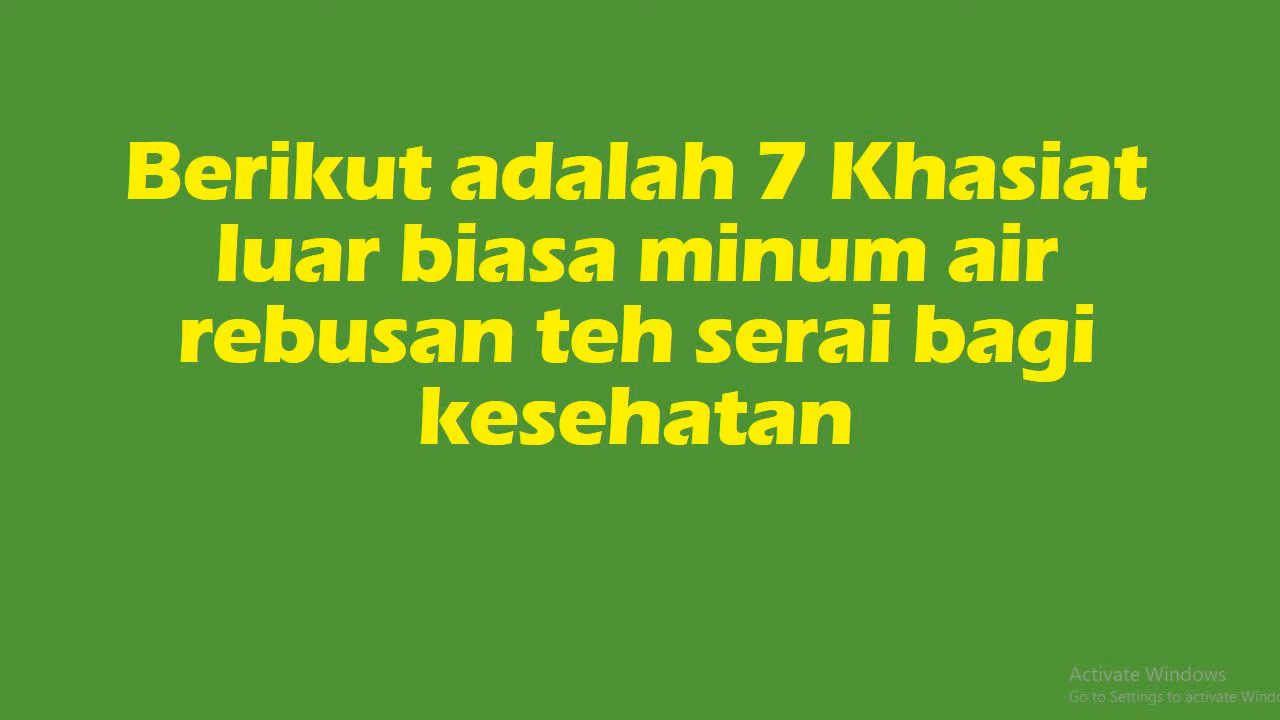 Berikut adalah 7 Khasiat
luar biasa minum air
rebusan teh serai bagi
kesehatan
Activate Windows
Go to Settings to activate